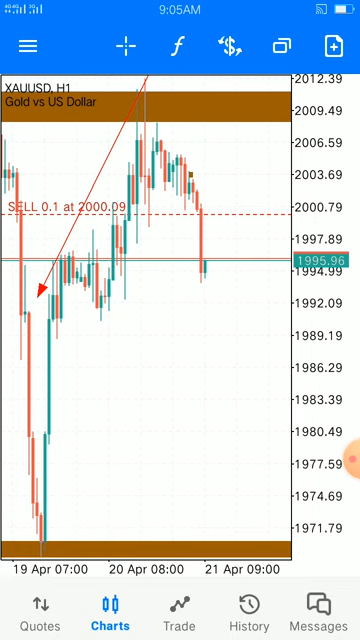 4G 4G 3G 9:05AM
XAUUSD, H1
Gold vs US Dollar
SELL 0.1 at 2000.09
2012.39
2009.49
2006.59
2003.69
2000.79
1997.89
1995.96
1994.99
1992.09
1989.19
1986.29
1983.39
1980.49
1977.59
1974.69
1971.79
19 Apr 07:00 20 Apr 08:00 21 Apr 09:00
Quotes Charts Trade History Messages